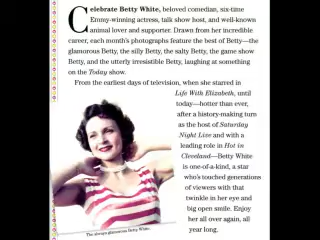 Celebrate Betty White, beloved comedian, six-time
Emmy-winning actress, talk show host, and well-known
animal lover and supporter. Drawn from her incredible
career, each month's photographs feature the best of Betty—the
glamorous Betty, the silly Betty, the salty Betty, the game show
Betty, and the utterly irresistible Betty, laughing at something
on the Today show.
From the earliest days of television, when she starred in
Life With Elizabeth, until
today—hotter than ever,
after a history-making turn
as the host of Saturday
Night Live and with a
leading role in Hot in
Cleveland—Betty White
is one-of-a-kind, a star
who's touched generations
of viewers with that
twinkle in her eye and
big open smile. Enjoy
her all over again, all
year long.
The always glamorous Betty White.